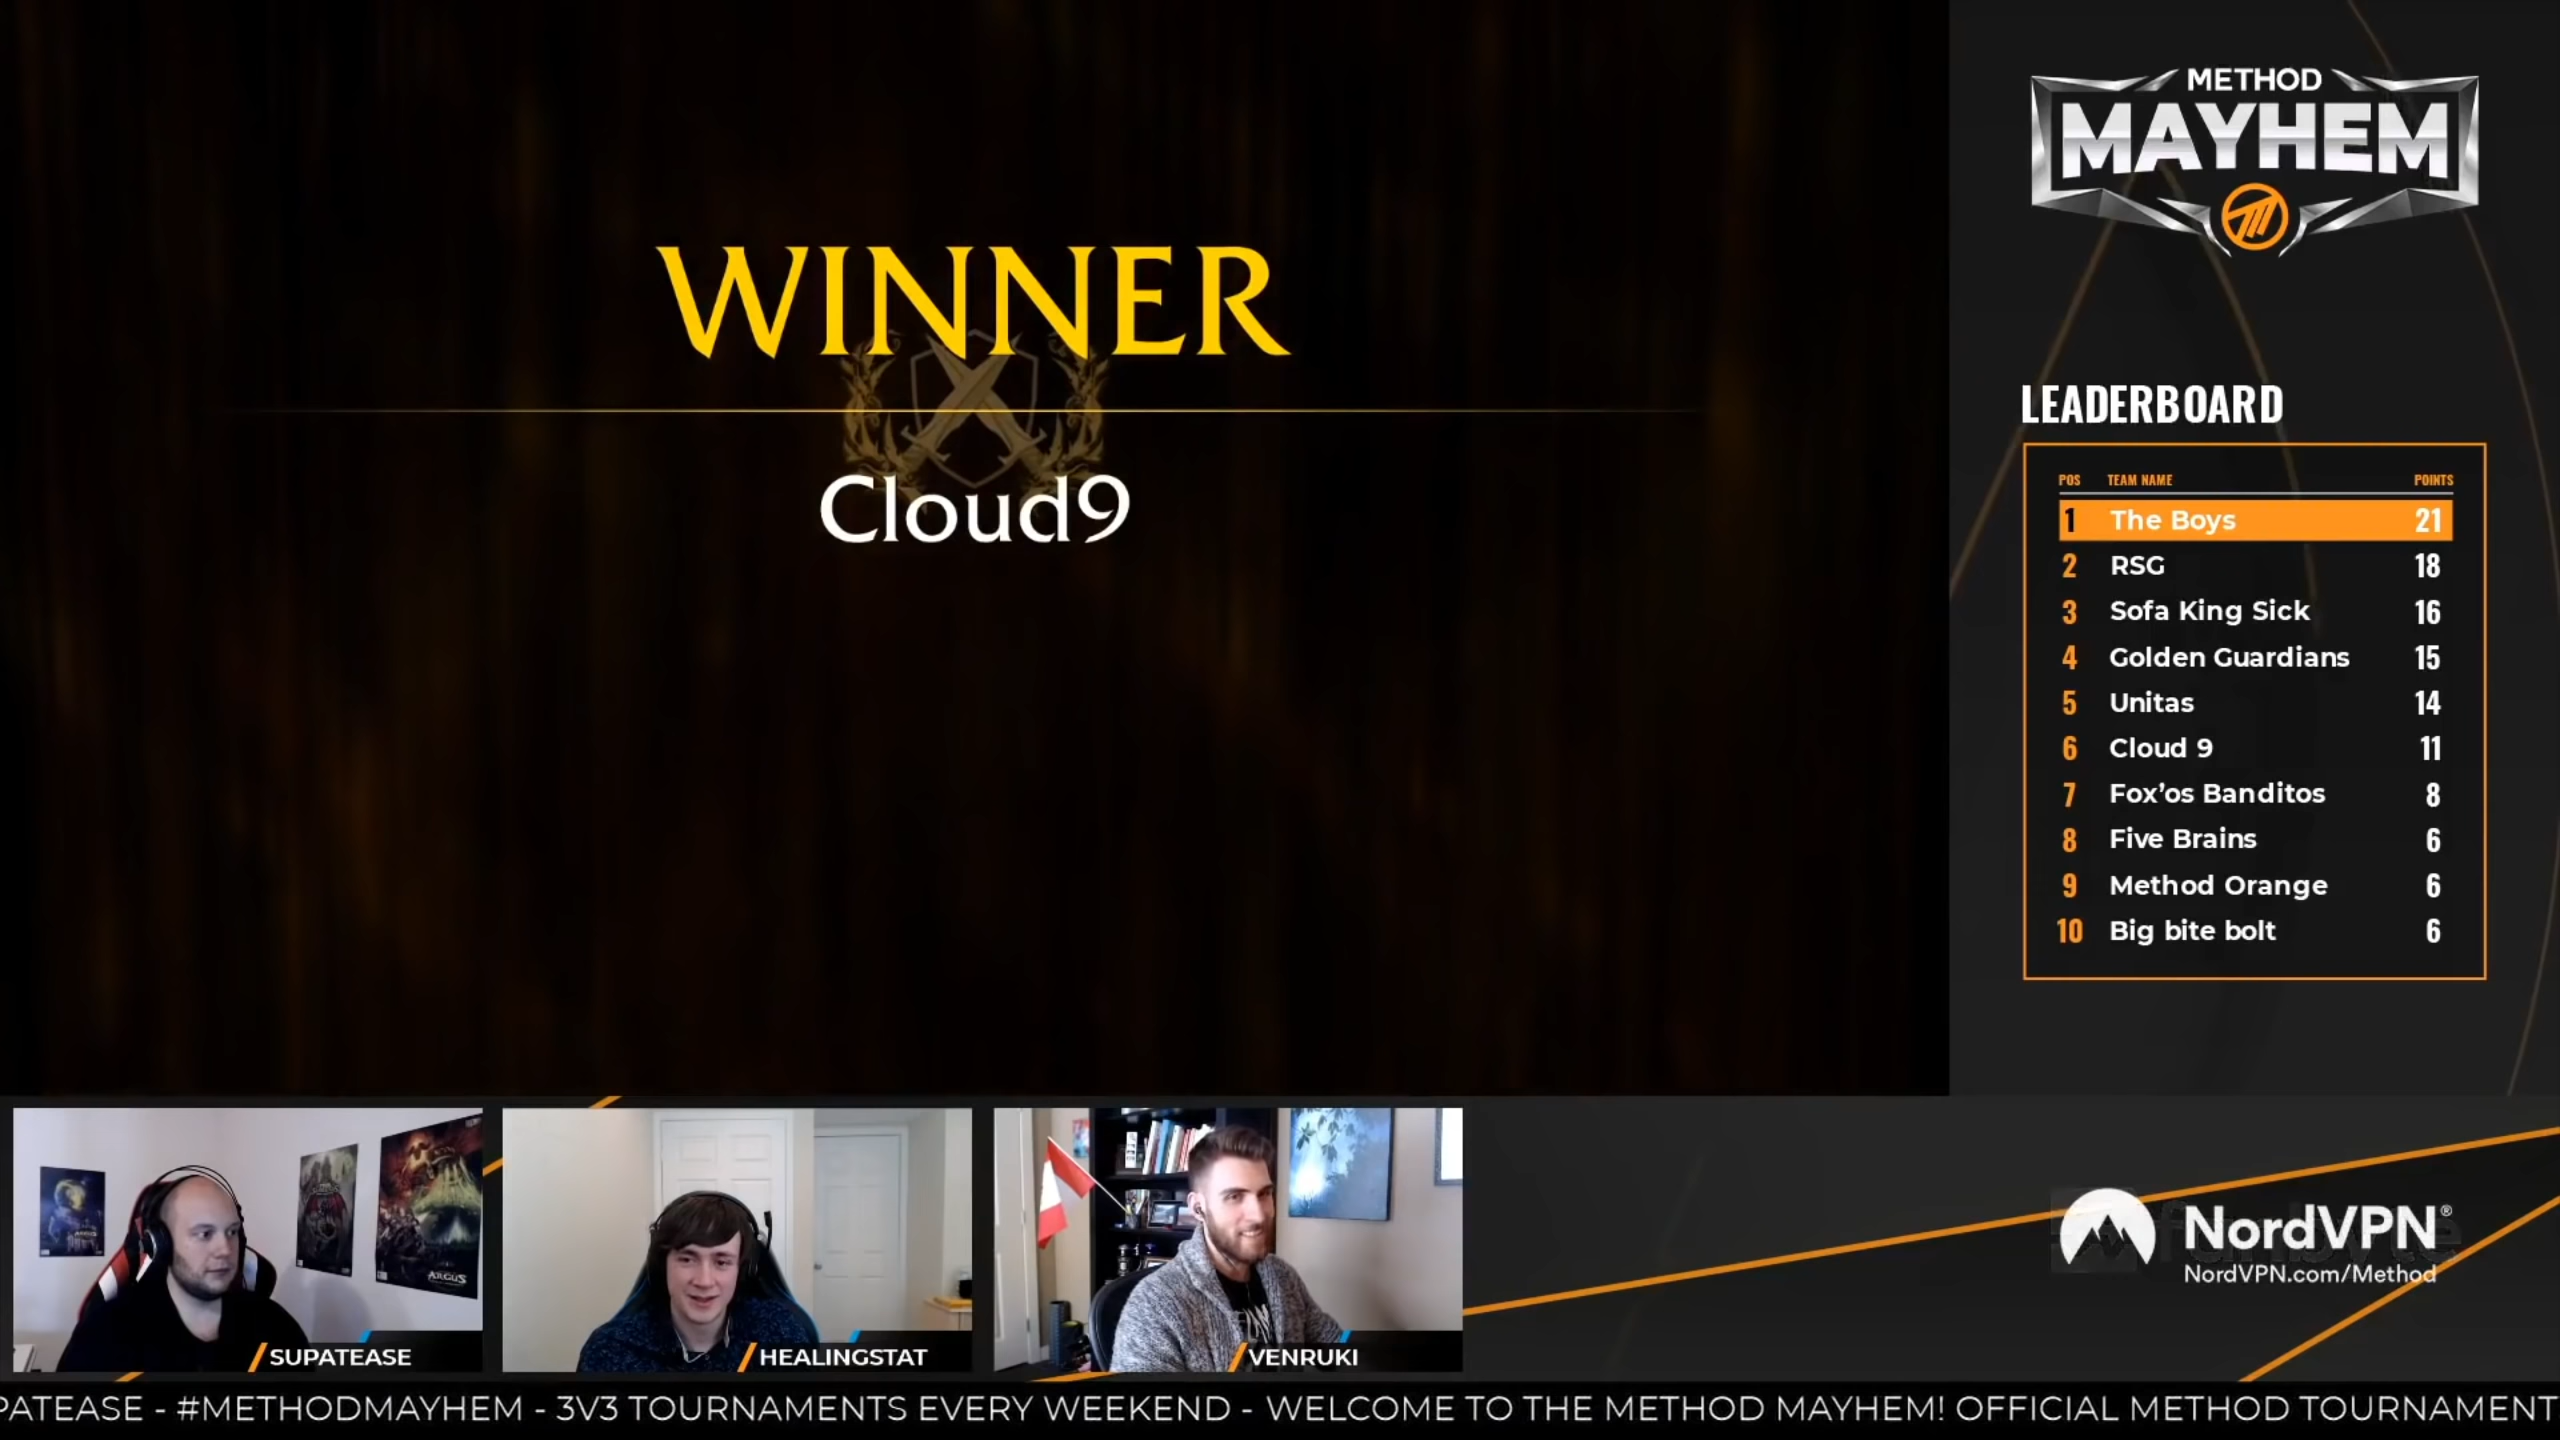 WINNER
Cloud9
METHOD
MAYHEM
LEADERBOARD
POS TEAM NAME POINTS
1 The Boys 21
2 RSG 18
3 Sofa King Sick 16
4 Golden Guardians 15
5 Unitas 14
6 Cloud 9 11
7 Fox'os Banditos 8
8 Five Brains 6
9 Method Orange 6
10 Big bite bolt 6
ARGUS
SUPATEASE
HEALINGSTAT
VENRUKI
NordVPN®
NordVPN.com/Method
PATEASE - #METHODMAYHEM - 3V3 TOURNAMENTS EVERY WEEKEND - WELCOME TO THE METHOD MAYHEM! OFFICIAL METHOD TOURNAMENT